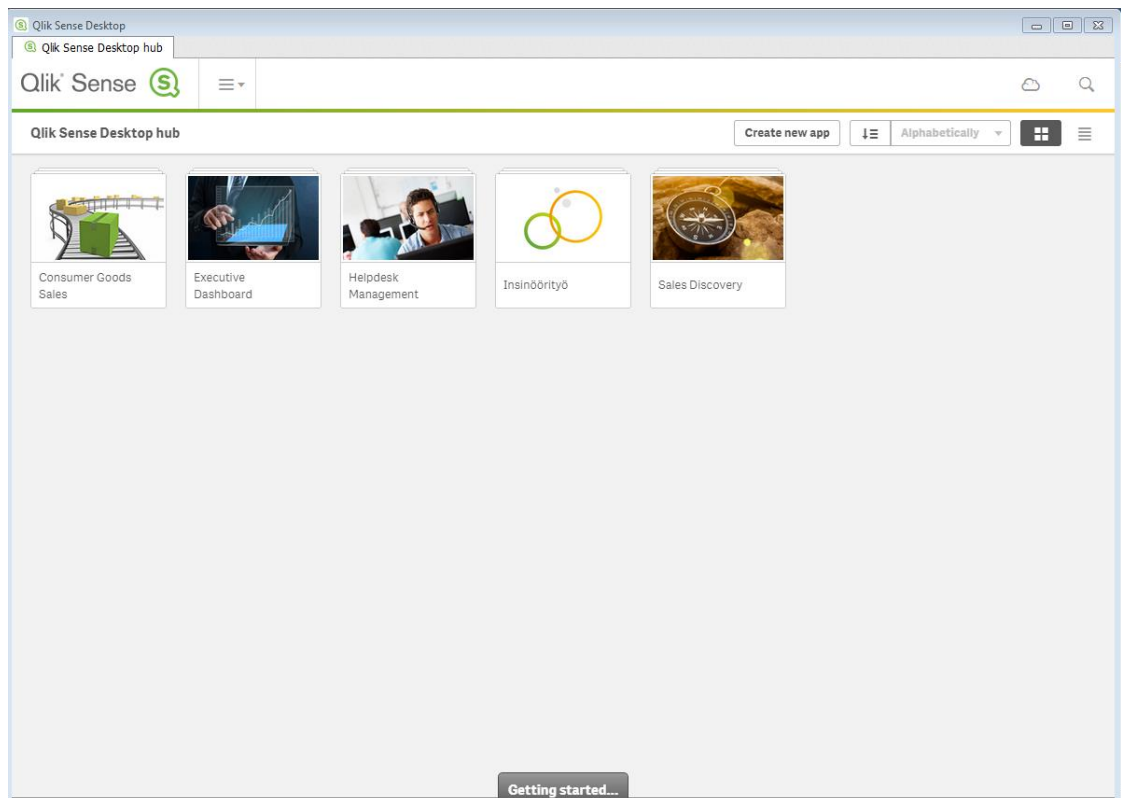 Qlik Sense Desktop
Qlik Sense Desktop hub
Qlik Sense
Qlik Sense Desktop hub
Create new app
Alphabetically
Consumer Goods
Sales
Executive
Dashboard
Helpdesk
Management
Insinöörityö
Sales Discovery
Getting started...